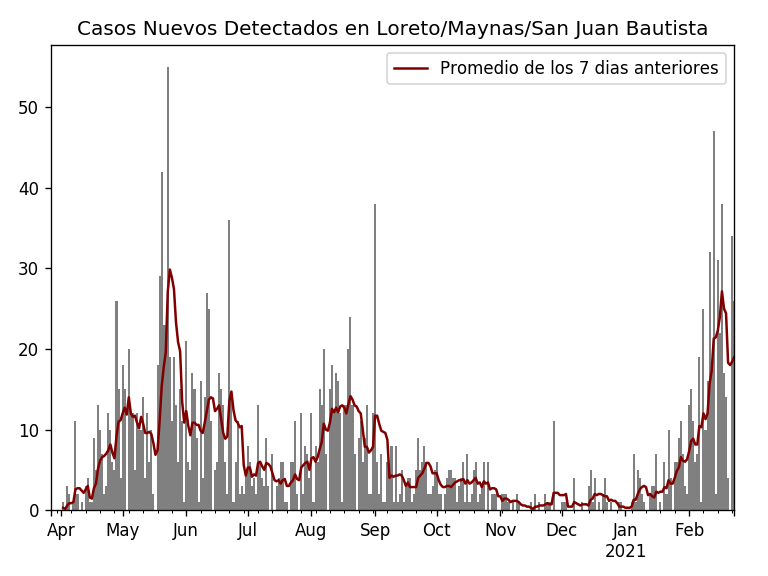 Casos Nuevos Detectados en Loreto/Maynas/San Juan Bautista
Promedio de los 7 dias anteriores
50
40
30
20
10
0
Apr May Jun Jul Aug Sep Oct Nov Dec Jan Feb
2021